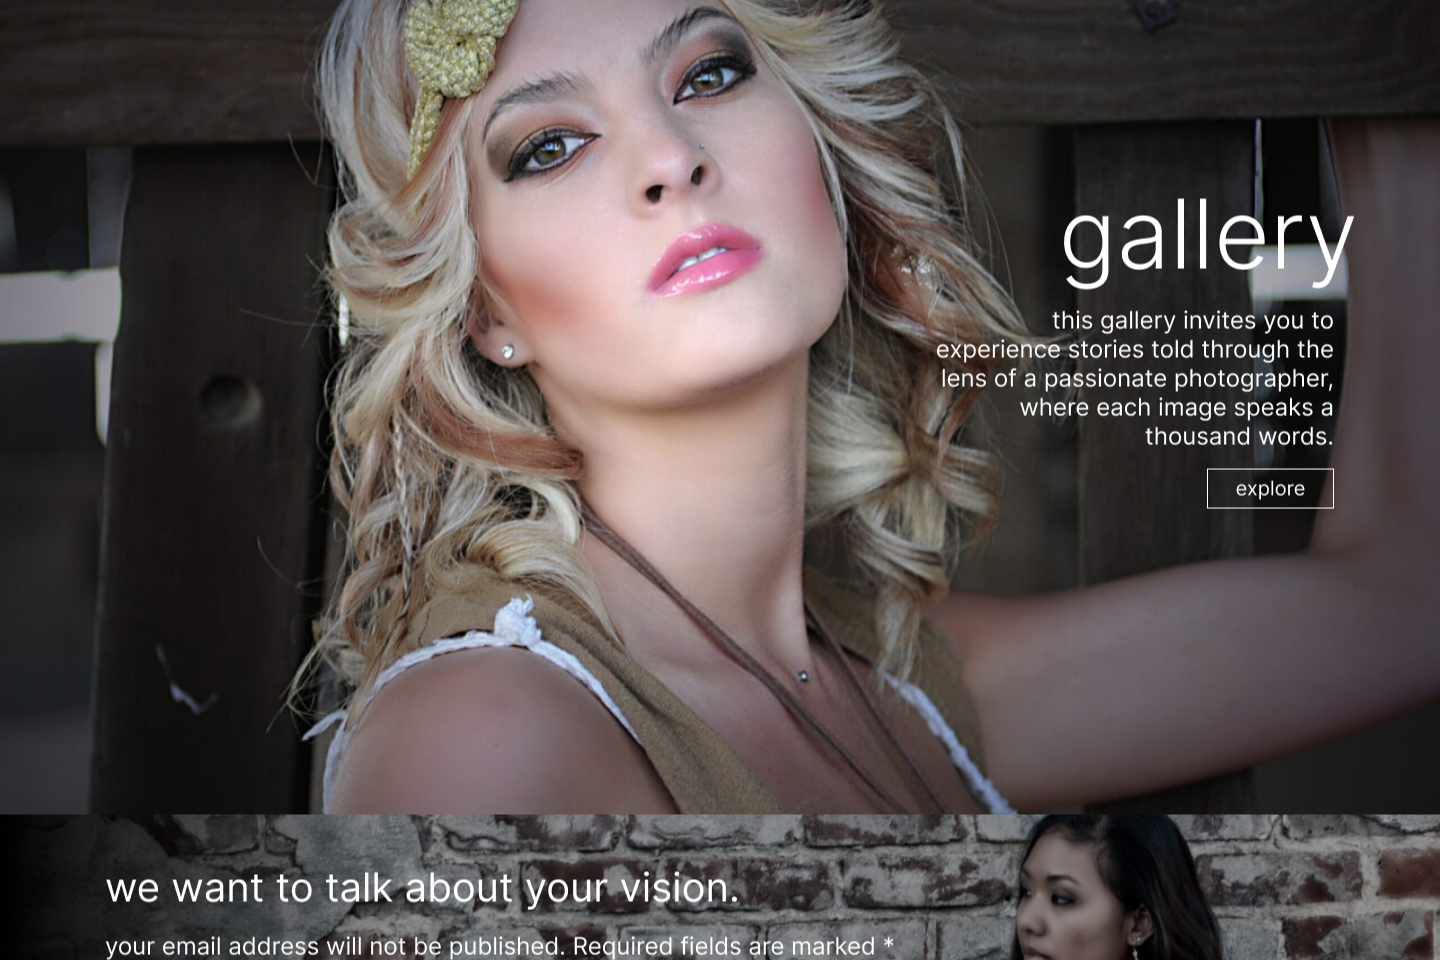 gallery
this gallery invites you to
experience stories told through the
lens of a passionate photographer,
where each image speaks a
thousand words.
explore
we want to talk about your vision.
your email address will not be published. Required fields are marked *